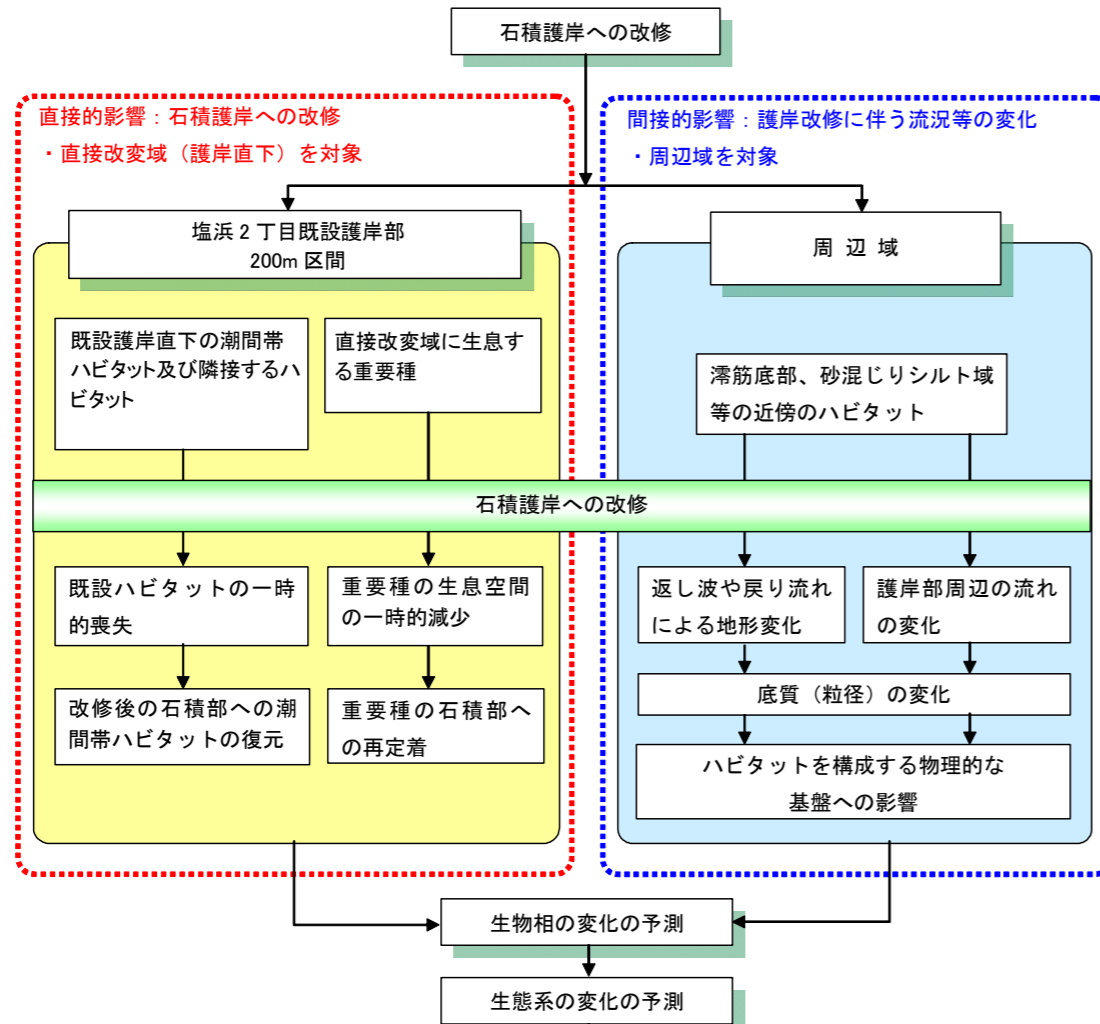 石積護岸への改修
直接的影響：石積護岸への改修
・直接改変域（護岸直下）を対象
間接的影響：護岸改修に伴う流況等の変化
・周辺域を対象
塩浜２丁目既設護岸部
200m 区間
周 辺 域
既設護岸直下の潮間帯
ハビタット及び隣接するハ
ビタット
直接改変域に生息す
る重要種
澪筋底部、砂混じりシルト域
等の近傍のハビタット
石積護岸への改修
既設ハビタットの一時
的喪失
重要種の生息空間
の一時的減少
返し波や戻り流れ
による地形変化
護岸部周辺の流れ
の変化
改修後の石積部への潮
間帯ハビタットの復元
重要種の石積部へ
の再定着
底質（粒径）の変化
ハビタットを構成する物理的な
基盤への影響
生物相の変化の予測
生態系の変化の予測